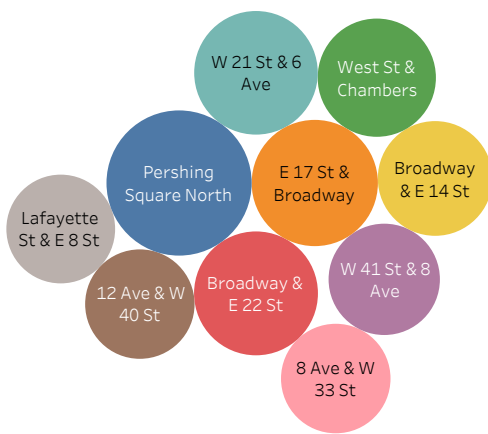 W 21 St & 6
Ave
West St &
Chambers
Pershing
Square North
E 17 St &
Broadway
Broadway
& E 14 St
Lafayette
St & E 8 St
12 Ave & W
40 St
Broadway &
E 22 St
W 41 St & 8
Ave
8 Ave & W
33 St